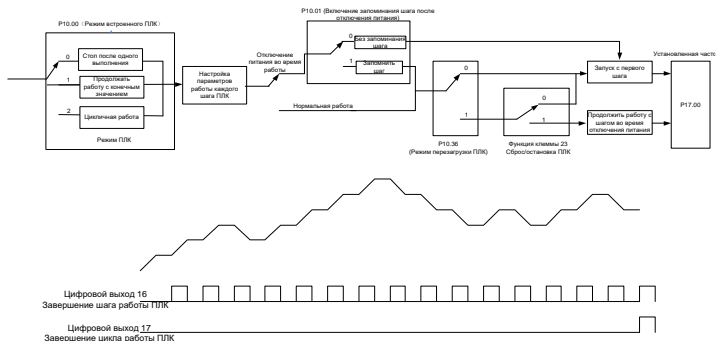 P10.00（Режим встроенного ПЛК）
0
Стоп после одного
выполнения
1
Продолжать
работу с конечным
значением
2
Цикличная работа
Режим ПЛК
Настройка
параметров
работы каждого
шага ПЛК
Отключение
питания во время
работы
Нормальная работа
P10.01 (Включение запоминания шага после
отключения питания)
0
Без запоминания
шага
1
Запомнить
шаг
0
1
P10.36
(Режим перезагрузки ПЛК)
0
1
Функция клеммы 23
Сброс/остановка ПЛК
Запуск с первого
шага
Продолжить работу с
шагом во время
отключения питания
Установленная часто
P17.00
Цифровой выход 16
Завершение шага работы ПЛК
Цифровой выход 17
Завершение цикла работы ПЛК